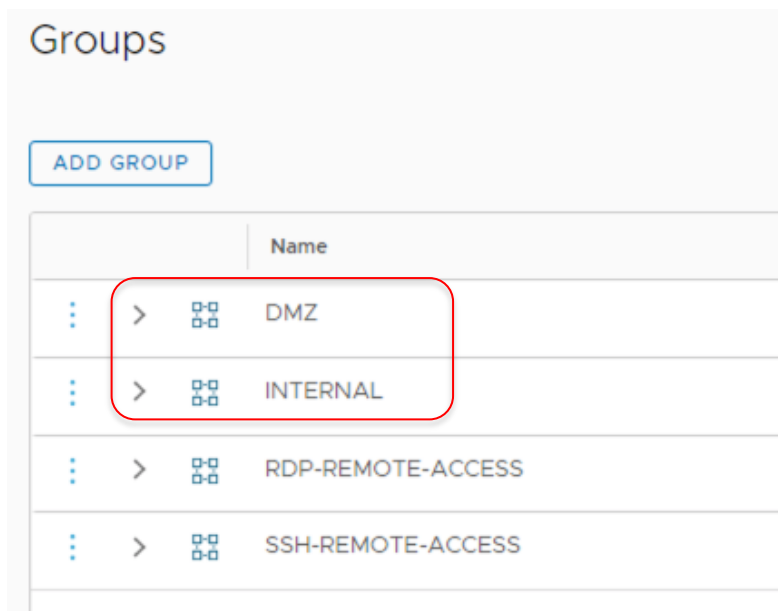 Groups
ADD GROUP
Name
DMZ
INTERNAL
RDP-REMOTE-ACCESS
SSH-REMOTE-ACCESS